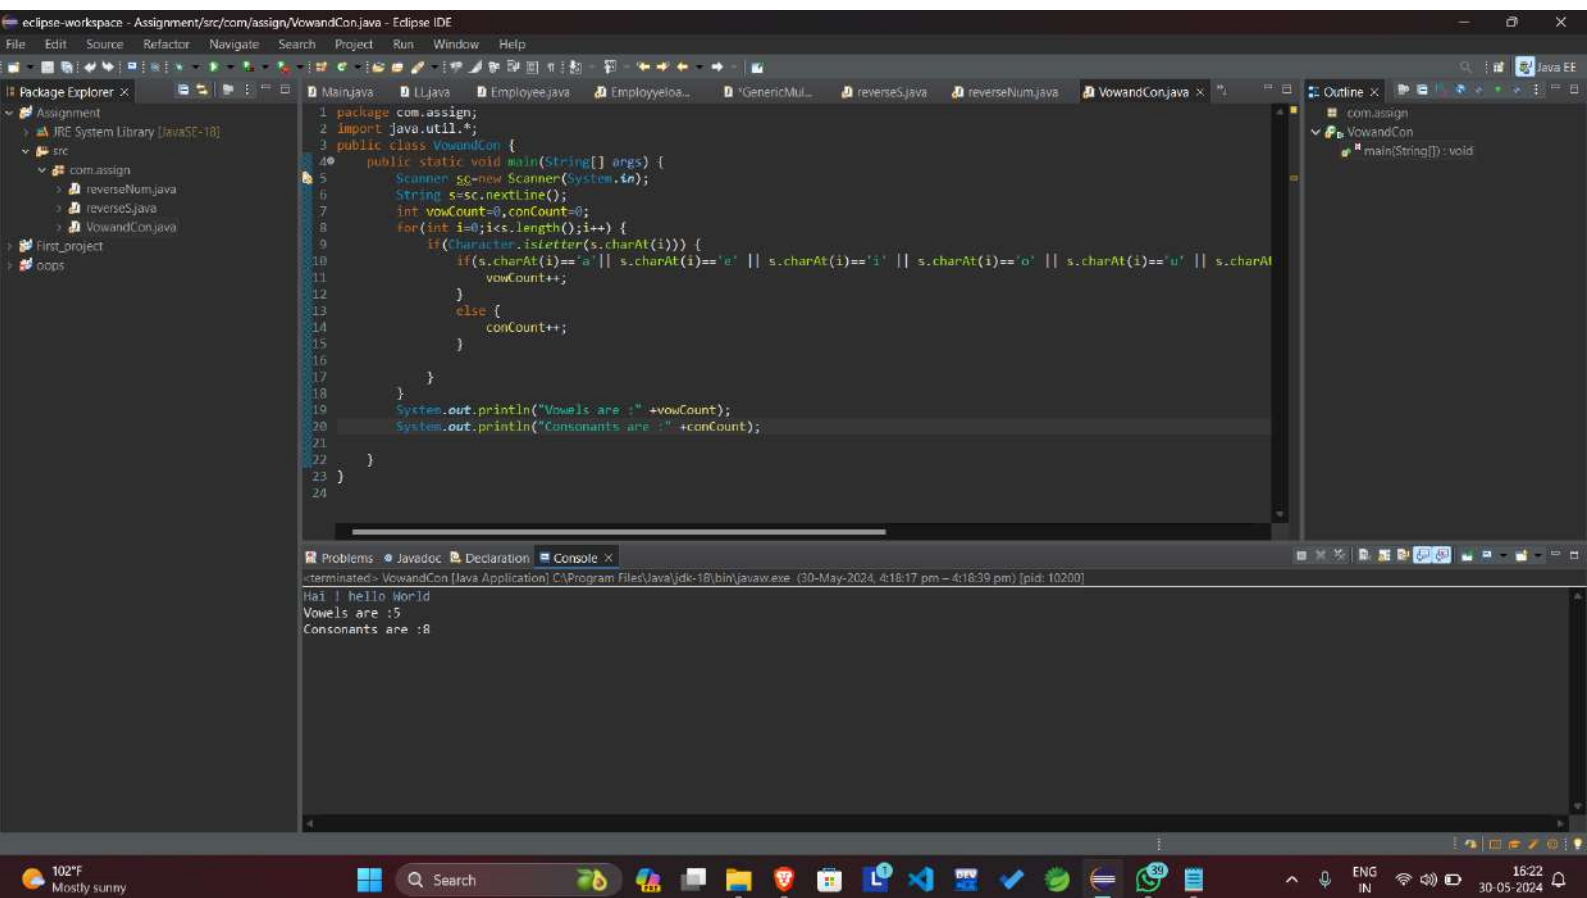 eclipse-workspace - Assignment/src/com/assign/VowandCon.java - Eclipse IDE
File Edit Source Refactor Navigate Search Project Run Window Help
Java EE
Package Explorer
Main.java LL.java Employee.java Employyeloa... *GenericMul... reverseS.java reverseNum.java VowandCon.java
Outline
Assignment
JRE System Library [JavaSE-18]
src
com.assign
reverseNum.java
reverseS.java
VowandCon.java
First_project
oops
1 package com.assign;
2 import java.util.*;
3 public class VowandCon {
4 public static void main(String[] args) {
5 Scanner sc=new Scanner(System.in);
6 String s=sc.nextLine();
7 int vowCount=0,conCount=0;
8 for(int i=0;i<s.length();i++) {
9 if(Character.isLetter(s.charAt(i))) {
10 if(s.charAt(i)=='a'|| s.charAt(i)=='e' || s.charAt(i)=='i' || s.charAt(i)=='o' || s.charAt(i)=='u' || s.charAt
11 vowCount++;
12 }
13 else {
14 conCount++;
15 }
16
17 }
18 }
19 System.out.println("Vowels are :" +vowCount);
20 System.out.println("Consonants are :" +conCount);
21
22 }
23 }
24
com.assign
VowandCon
main(String[]) : void
Problems Javadoc Declaration Console
<terminated> VowandCon [Java Application] C:\Program Files\Java\jdk-18\bin\javaw.exe (30-May-2024, 4:18:17 pm – 4:18:39 pm) [pid: 10200]
Hai ! hello World
Vowels are :5
Consonants are :8
102°F
Mostly sunny
Search
DEV
39
ENG
IN
16:22
30-05-2024